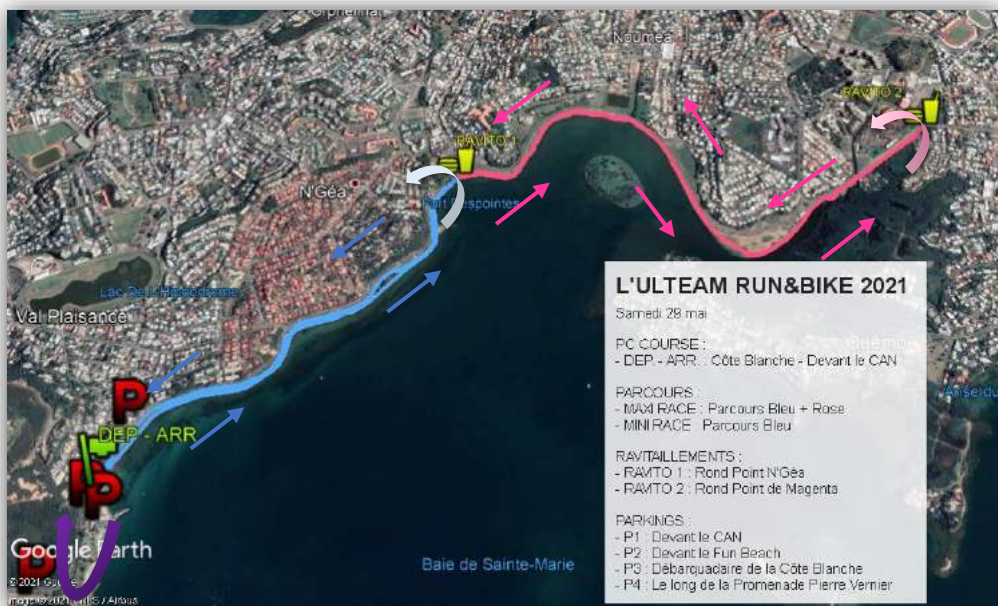 Nouméa
RAVITO 2
RAVITO 1
N'Géa
Port Despointes
Val Plaisance
DEP - ARR
P
P
P
P
Google Earth
Baie de Sainte-Marie
L'ULTEAM RUN&BIKE 2021
Samedi 29 mai
PC COURSE :
- DEP. - ARR. : Côte Blanche - Devant le CAN
PARCOURS :
- MAXI RACE : Parcours Bleu + Rose
- MINI RACE : Parcours Bleu
RAVITAILLEMENTS :
- RAVITO 1 : Rond Point N'Géa
- RAVITO 2 : Rond Point de Magenta
PARKINGS :
- P1 : Devant le CAN
- P2 : Devant le Fun Beach
- P3 : Débarquadaire de la Côte Blanche
- P4 : Le long de la Promenade Pierre Vernier